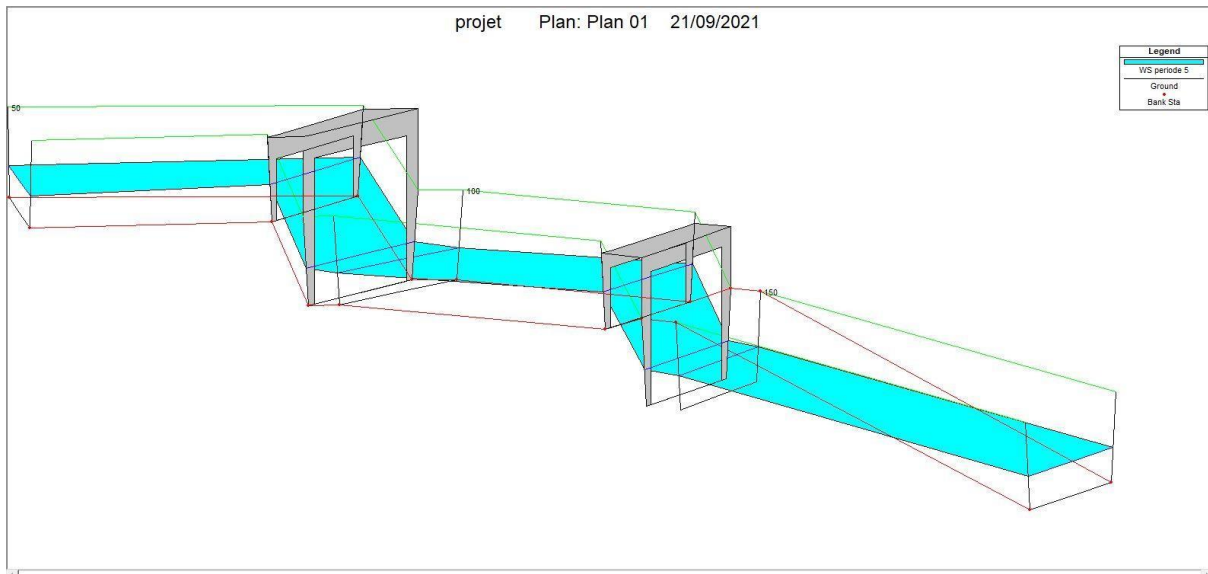 projet Plan: Plan 01 21/09/2021
Legend
WS periode 5
Ground
Bank Sta
50
100
150